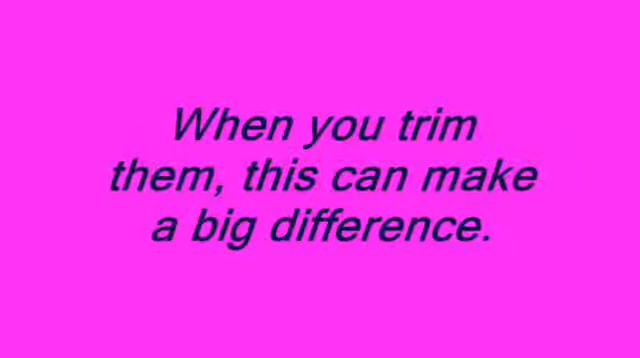 When you trim
them, this can make
a big difference.